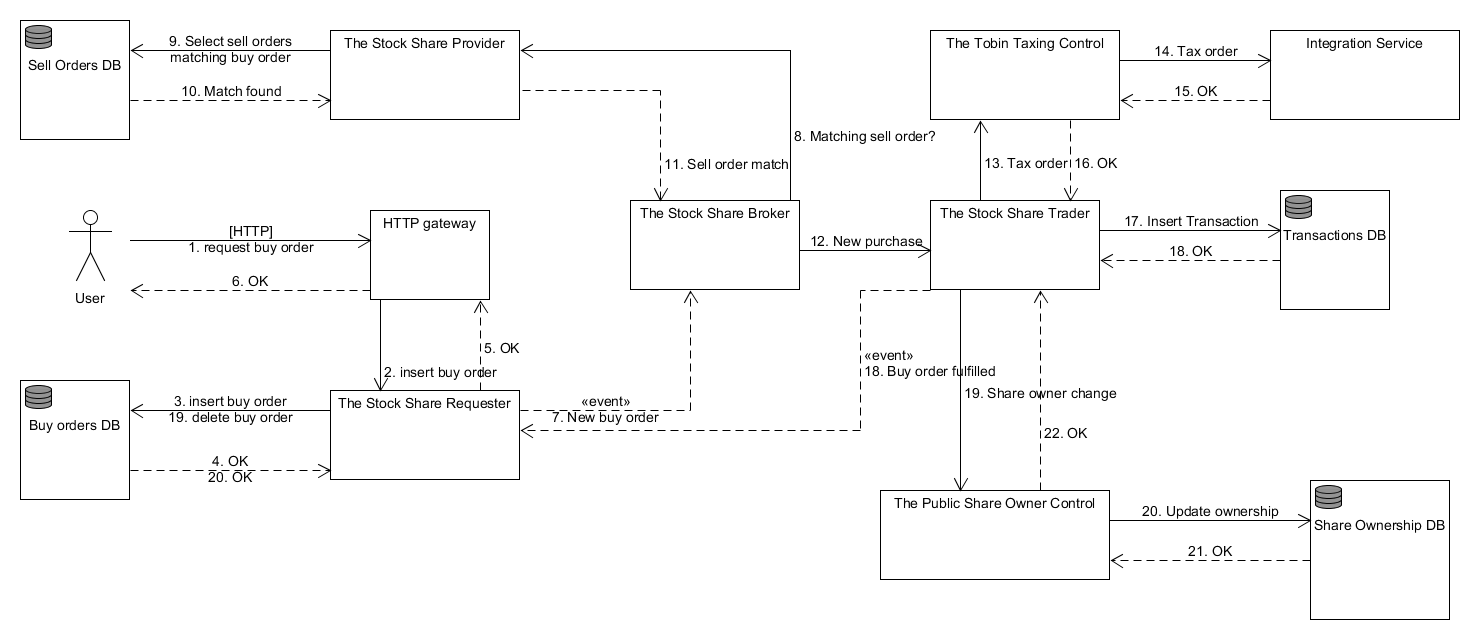 Sell Orders DB
9. Select sell orders
matching buy order
10. Match found
The Stock Share Provider
11. Sell order match
8. Matching sell order?
The Tobin Taxing Control
14. Tax order
15. OK
Integration Service
13. Tax order
16. OK
User
[HTTP]
1. request buy order
6. OK
HTTP gateway
2. insert buy order
5. OK
The Stock Share Broker
12. New purchase
The Stock Share Trader
17. Insert Transaction
18. OK
Transactions DB
Buy orders DB
3. insert buy order
19. delete buy order
4. OK
20. OK
The Stock Share Requester
«event»
7. New buy order
«event»
18. Buy order fulfilled
19. Share owner change
22. OK
The Public Share Owner Control
20. Update ownership
21. OK
Share Ownership DB